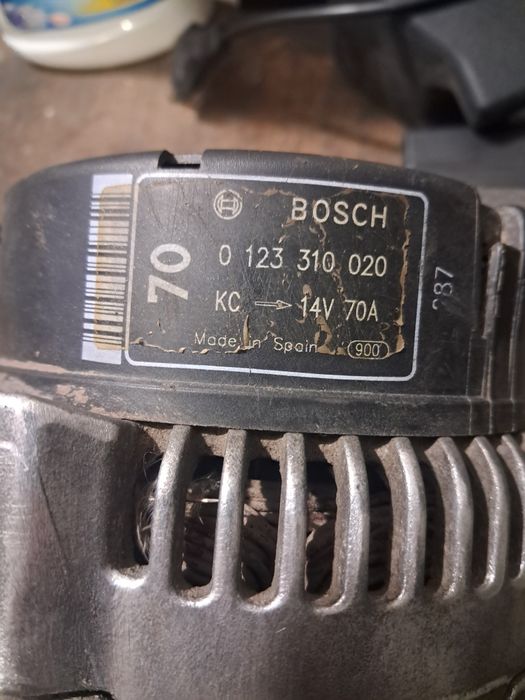 BOSCH
70
0 123 310 020
KC → 14V 70A
Made in Spain 900
287